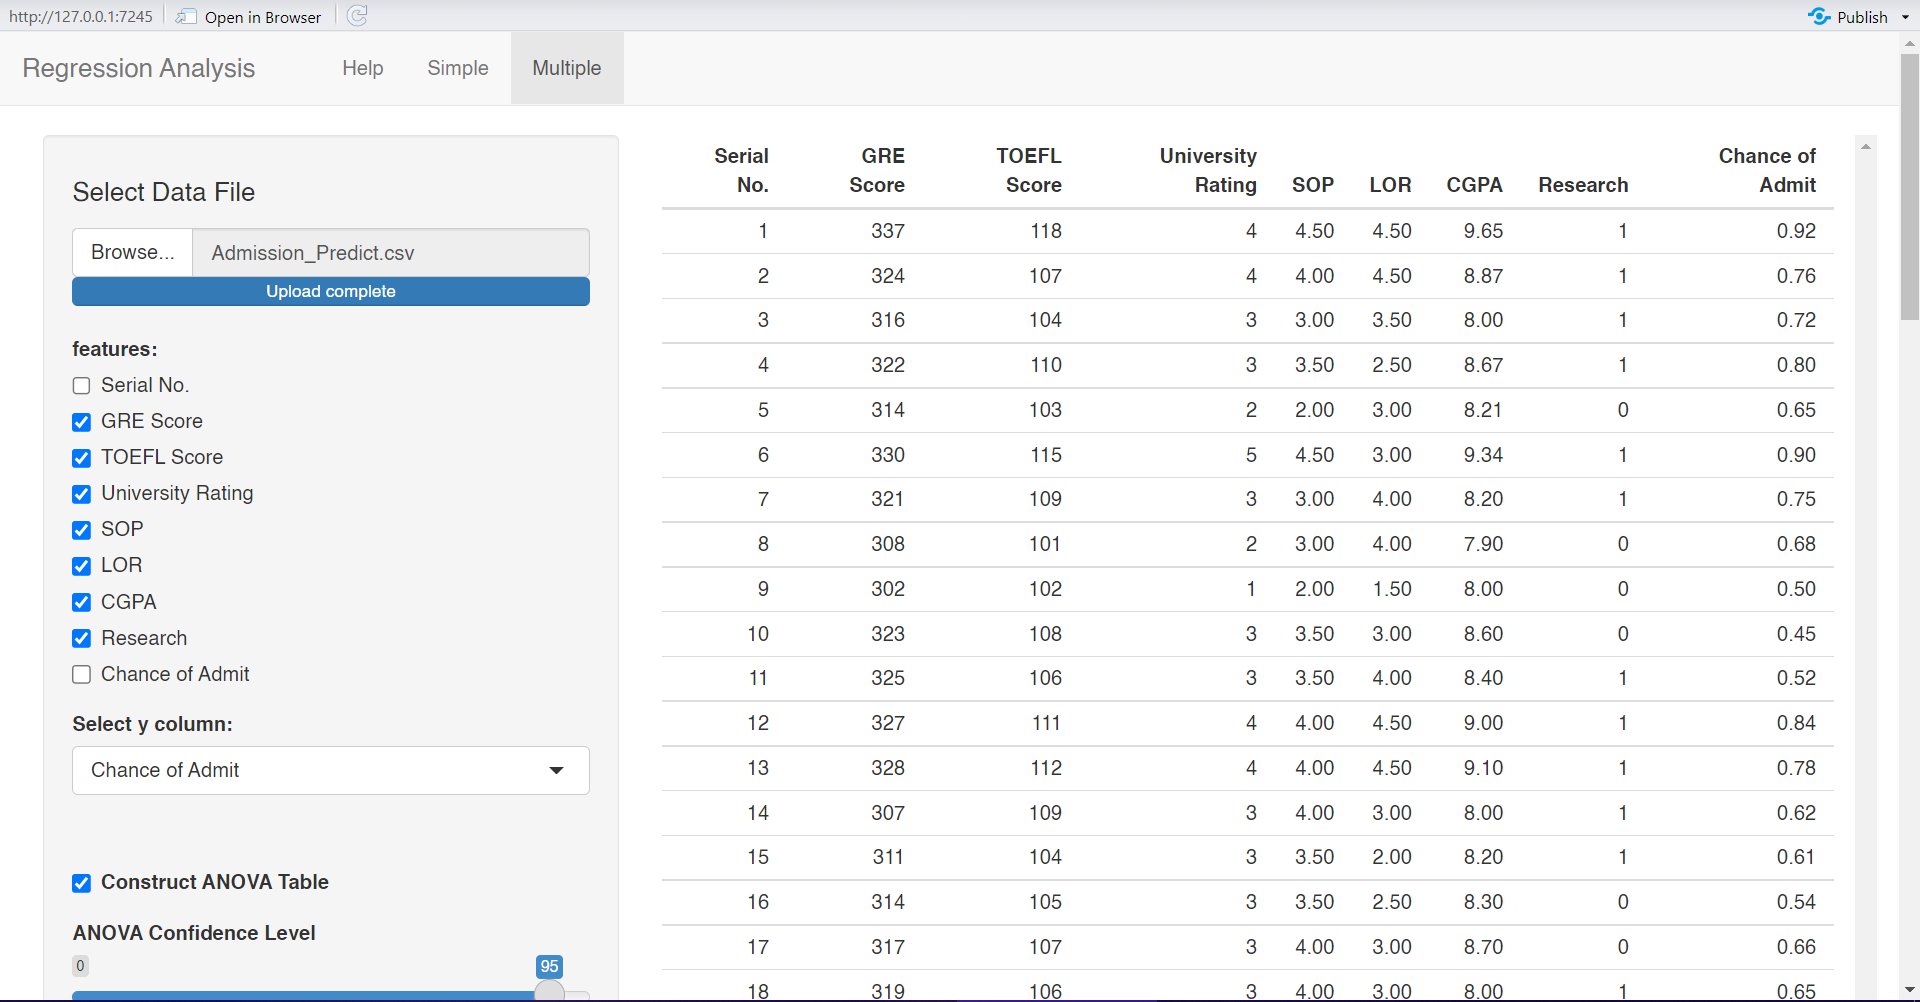 http://127.0.0.1:7245 Open in Browser Publish
Regression Analysis Help Simple Multiple
Select Data File
Browse... Admission_Predict.csv
Upload complete
features:
Serial No.
GRE Score
TOEFL Score
University Rating
SOP
LOR
CGPA
Research
Chance of Admit
Select y column:
Chance of Admit
Construct ANOVA Table
ANOVA Confidence Level
0 95
Serial GRE TOEFL University Chance of
No. Score Score Rating SOP LOR CGPA Research Admit
1 337 118 4 4.50 4.50 9.65 1 0.92
2 324 107 4 4.00 4.50 8.87 1 0.76
3 316 104 3 3.00 3.50 8.00 1 0.72
4 322 110 3 3.50 2.50 8.67 1 0.80
5 314 103 2 2.00 3.00 8.21 0 0.65
6 330 115 5 4.50 3.00 9.34 1 0.90
7 321 109 3 3.00 4.00 8.20 1 0.75
8 308 101 2 3.00 4.00 7.90 0 0.68
9 302 102 1 2.00 1.50 8.00 0 0.50
10 323 108 3 3.50 3.00 8.60 0 0.45
11 325 106 3 3.50 4.00 8.40 1 0.52
12 327 111 4 4.00 4.50 9.00 1 0.84
13 328 112 4 4.00 4.50 9.10 1 0.78
14 307 109 3 4.00 3.00 8.00 1 0.62
15 311 104 3 3.50 2.00 8.20 1 0.61
16 314 105 3 3.50 2.50 8.30 0 0.54
17 317 107 3 4.00 3.00 8.70 0 0.66
18 319 106 3 4.00 3.00 8.00 1 0.65